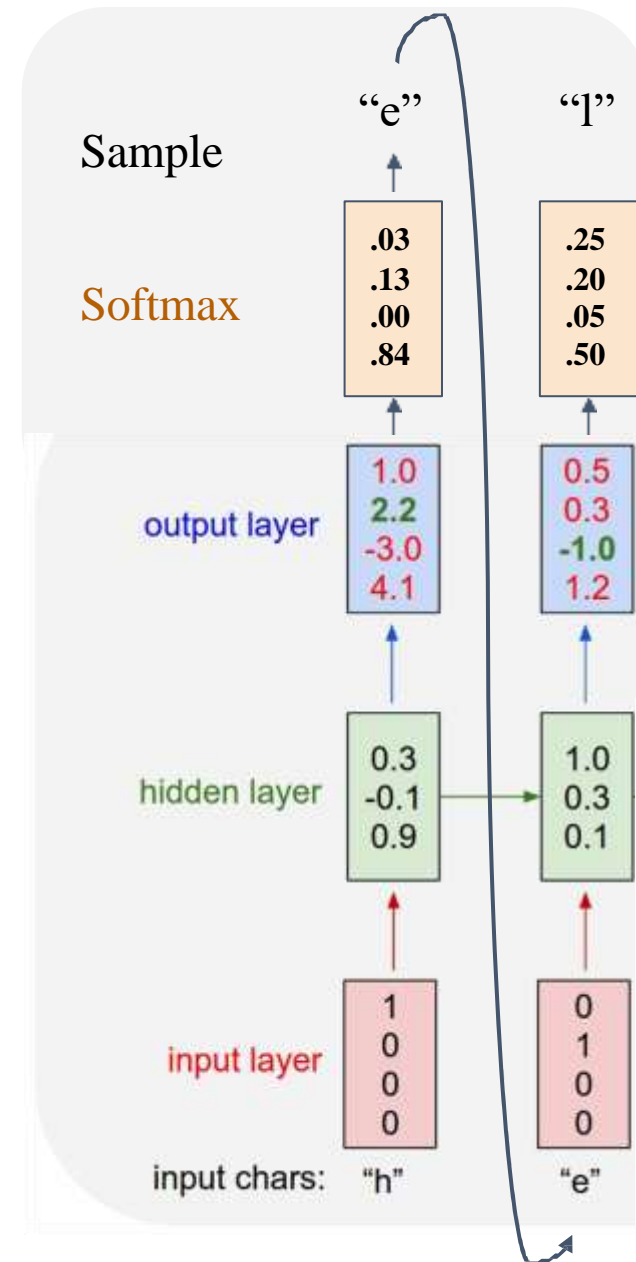 “e” “l”
Sample
.03 .25
.13 .20
Softmax .00 .05
.84 .50
1.0 0.5
output layer 2.2 0.3
-3.0 -1.0
4.1 1.2
0.3 1.0
hidden layer -0.1 0.3
0.9 0.1
1 0
input layer 0 1
0 0
0 0
input chars: “h” “e”